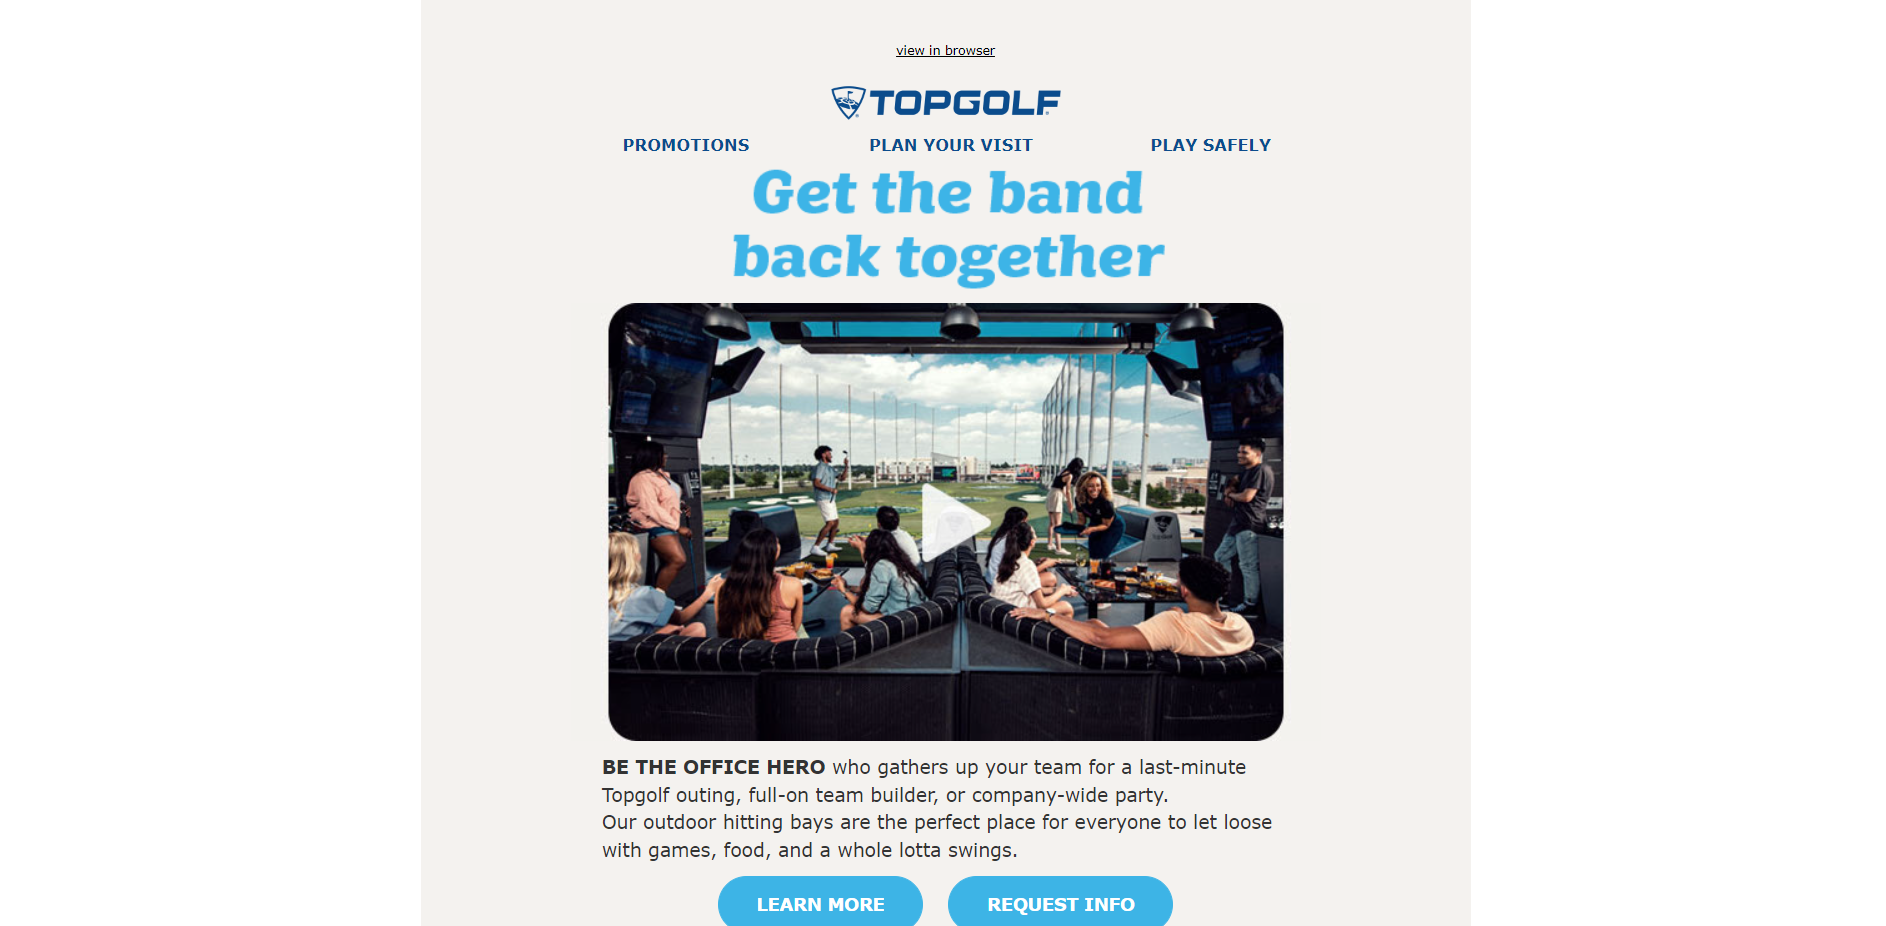 view in browser
TOPGOLF
PROMOTIONS PLAN YOUR VISIT PLAY SAFELY
Get the band
back together
BE THE OFFICE HERO who gathers up your team for a last-minute
Topgolf outing, full-on team builder, or company-wide party.
Our outdoor hitting bays are the perfect place for everyone to let loose
with games, food, and a whole lotta swings.
LEARN MORE REQUEST INFO